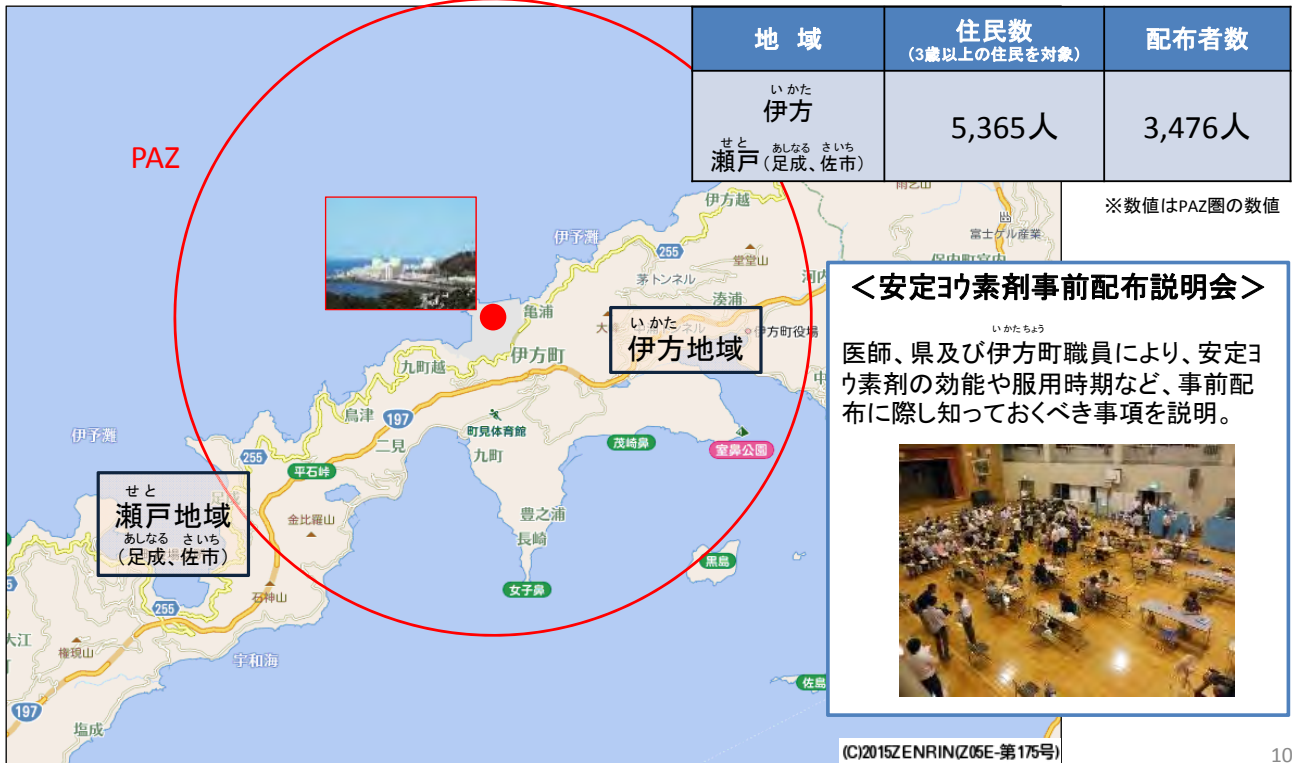 地 域
住民数
(3歳以上の住民を対象)
配布者数
いかた
伊方
せと あしなる さいち
瀬戸(足成、佐市)
5,365人
3,476人
※数値はPAZ圏の数値
PAZ
伊方越
富士ケル産業
伊予灘
255
堂堂山
茅トンネル
湊浦
亀浦
伊方町役場
いかた
伊方地域
伊方町
九町越
鳥津
197
二見
町見体育館
九町
茂崎鼻
室鼻公園
伊予灘
255
平石峠
せと
瀬戸地域
あしなる さいち
(足成、佐市)
金比羅山
豊之浦
長崎
黒島
女子鼻
石神山
255
大江
権現山
宇和海
佐島
197
塩成
<安定ヨウ素剤事前配布説明会>
いかたちょう
医師、県及び伊方町職員により、安定ヨ
ウ素剤の効能や服用時期など、事前配
布に際し知っておくべき事項を説明。
(C)2015ZENRIN(Z05E-第175号)
10